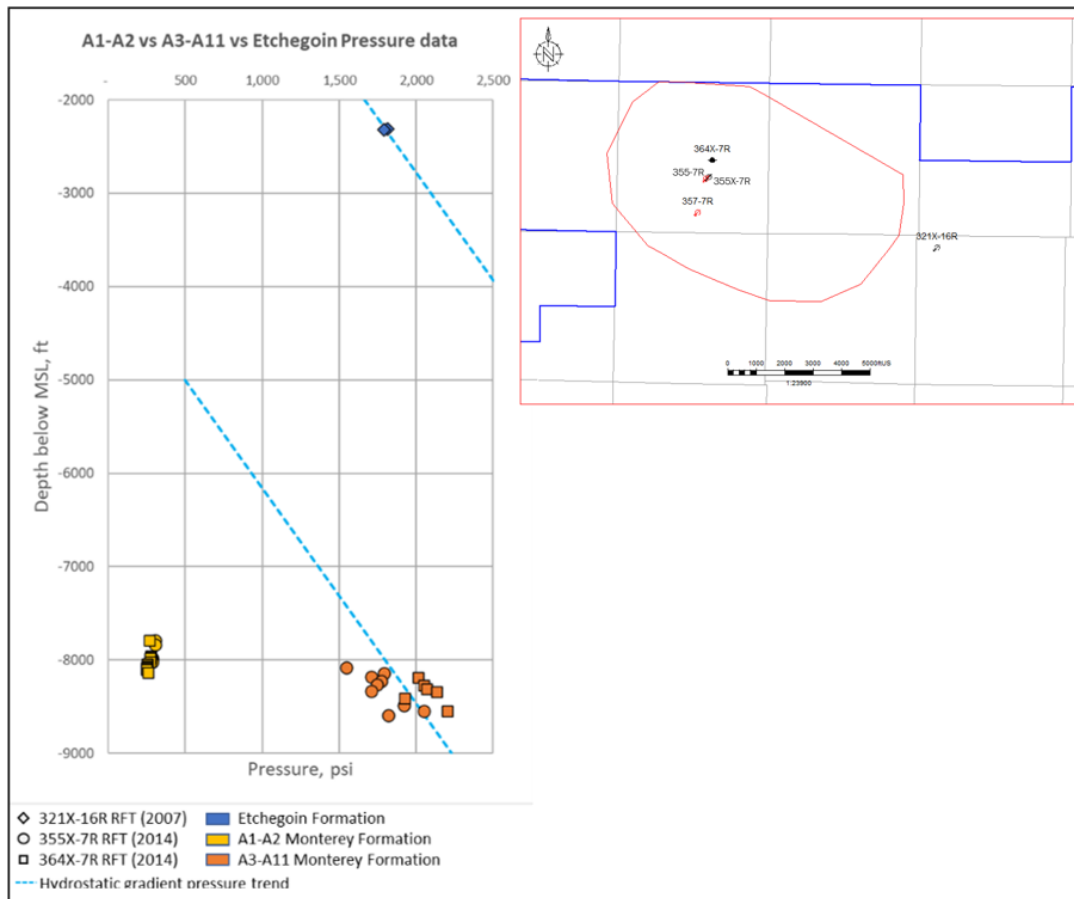 A1-A2 vs A3-A11 vs Etchegoin Pressure data
- 500 1,000 1,500 2,000 2,500
-2000
-3000
-4000
-5000
-6000
-7000
-8000
-9000
Depth below MSL, ft
Pressure, psi
321X-16R RFT (2007)
355X-7R RFT (2014)
364X-7R RFT (2014)
Hydrostatic gradient pressure trend
Etchegoin Formation
A1-A2 Monterey Formation
A3-A11 Monterey Formation
N
364X-7R
355-7R
355X-7R
357-7R
321X-16R
0 1000 2000 3000 4000 5000ftUS
1:23900